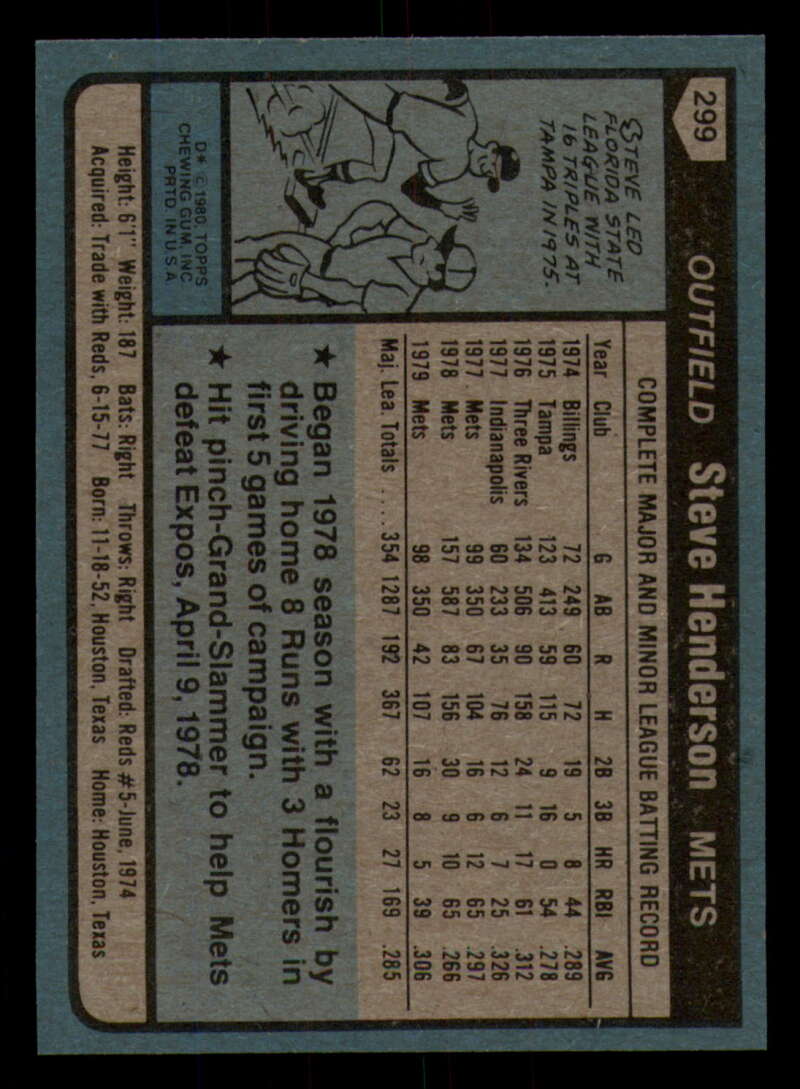 299
OUTFIELD Steve Henderson METS
STEVE LED
FLORIDA STATE
LEAGUE WITH
16 TRIPLES AT
TAMPA IN 1975.
D* © 1980 TOPPS
CHEWING GUM, INC.
PRTD. IN U S A
COMPLETE MAJOR AND MINOR LEAGUE BATTING RECORD
Year Club G AB R H 2B 3B HR RBI AVG
1974 Billings 72 249 60 72 19 5 8 44 .289
1975 Tampa 123 413 59 115 9 16 0 54 .278
1976 Three Rivers 134 506 90 158 24 11 17 61 .312
1977 Indianapolis 60 233 35 76 12 6 7 25 .326
1977 Mets 99 350 67 104 16 6 12 65 .297
1978 Mets 157 587 83 156 30 9 10 65 .266
1979 Mets 98 350 42 107 16 8 5 39 .306
Maj. Lea. Totals .... 354 1287 192 367 62 23 27 169 .285
★ Began 1978 season with a flourish by
driving home 8 Runs with 3 Homers in
first 5 games of campaign.
★ Hit pinch-Grand-Slammer to help Mets
defeat Expos, April 9, 1978.
Height: 6'1" Weight: 187 Bats: Right Throws: Right Drafted: Reds #5-June, 1974
Acquired: Trade with Reds, 6-15-77 Born: 11-18-52, Houston, Texas Home: Houston, Texas